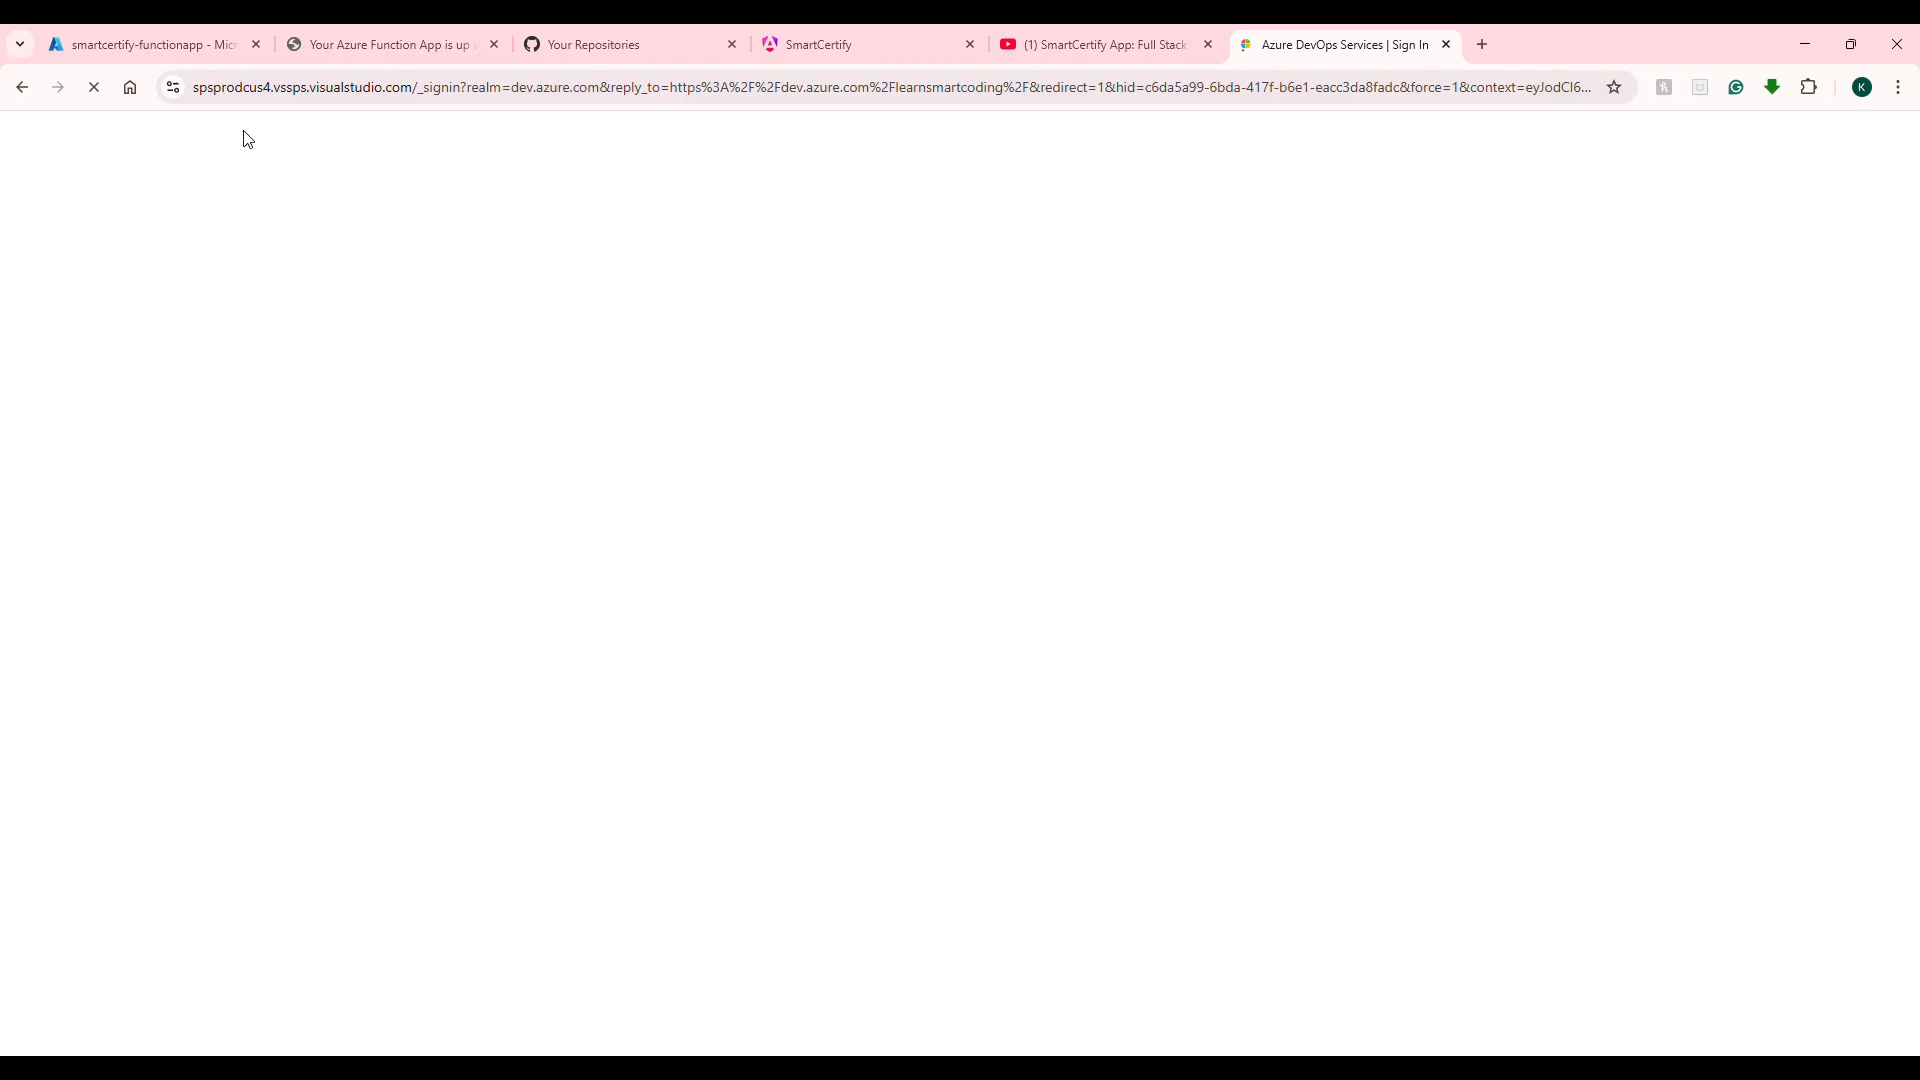 smartcertify-functionapp - Micr
Your Azure Function App is up a
Your Repositories
SmartCertify
(1) SmartCertify App: Full Stack
Azure DevOps Services | Sign In
spsprodcus4.vssps.visualstudio.com/_signin?realm=dev.azure.com&reply_to=https%3A%2F%2Fdev.azure.com%2Flearnsmartcoding%2F&redirect=1&hid=c6da5a99-6bda-417f-b6e1-eacc3da8fadc&force=1&context=eyJodCI6...
K